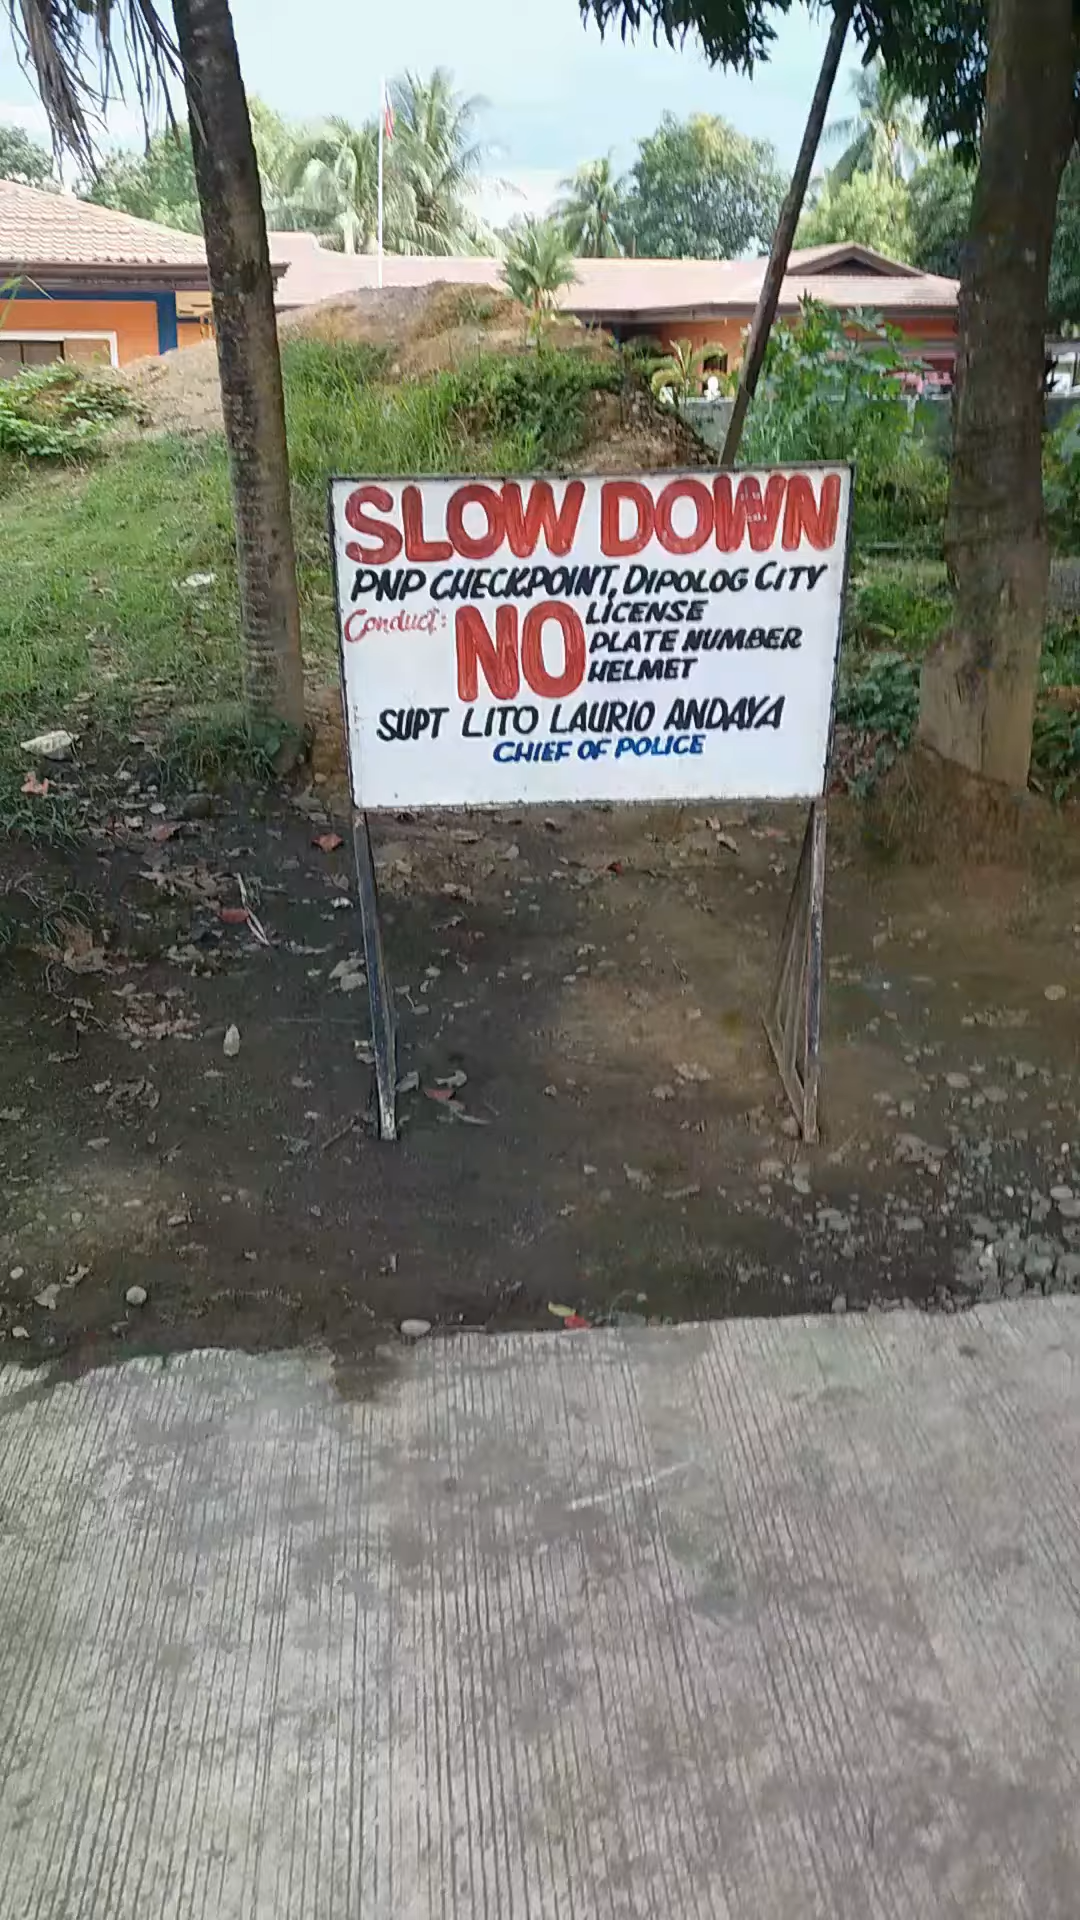 SLOW DOWN
PNP CHECKPOINT, DIPOLOG CITY
Conduct: NO LICENSE
PLATE NUMBER
HELMET
SUPT LITO LAURIO ANDAYA
CHIEF OF POLICE